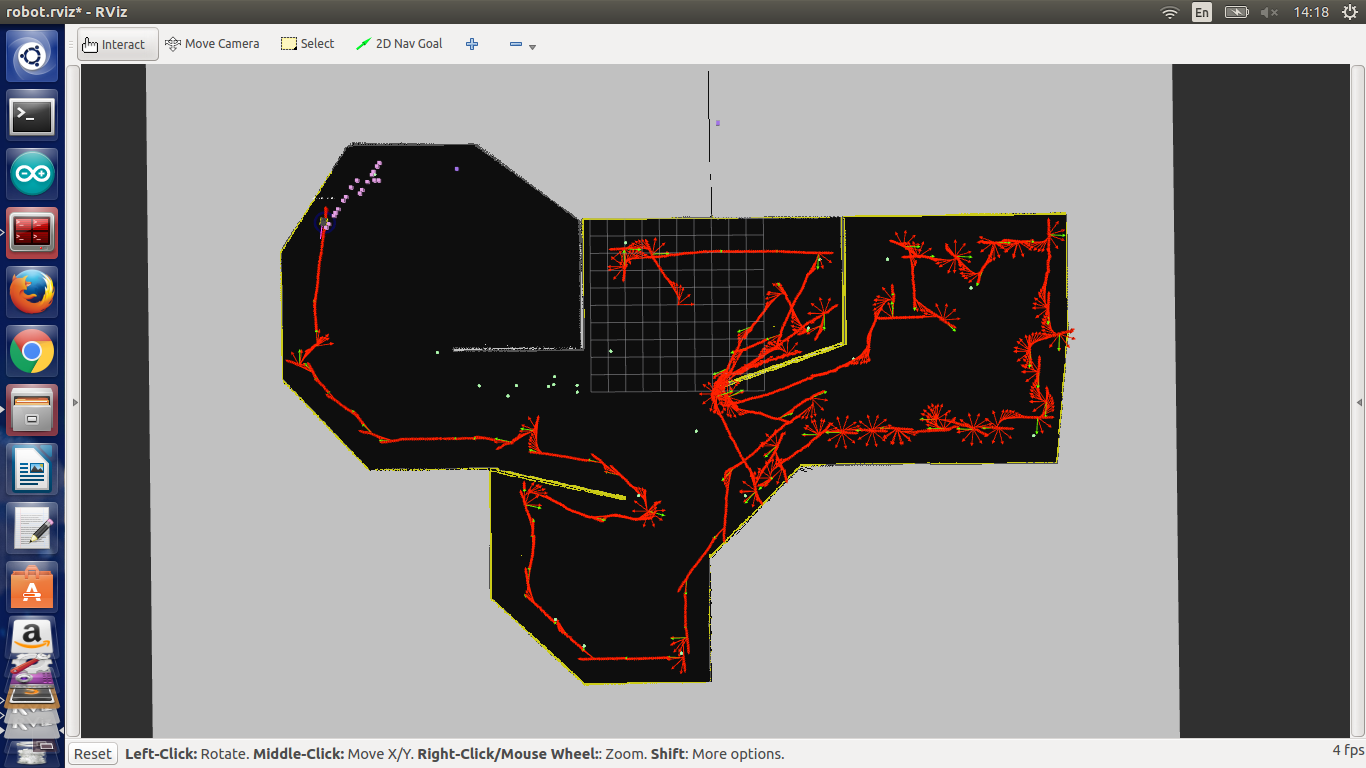 robot.rviz* - RViz
En
14:18
Interact
Move Camera
Select
2D Nav Goal
Reset
Left-Click: Rotate. Middle-Click: Move X/Y. Right-Click/Mouse Wheel:: Zoom. Shift: More options.
4 fps